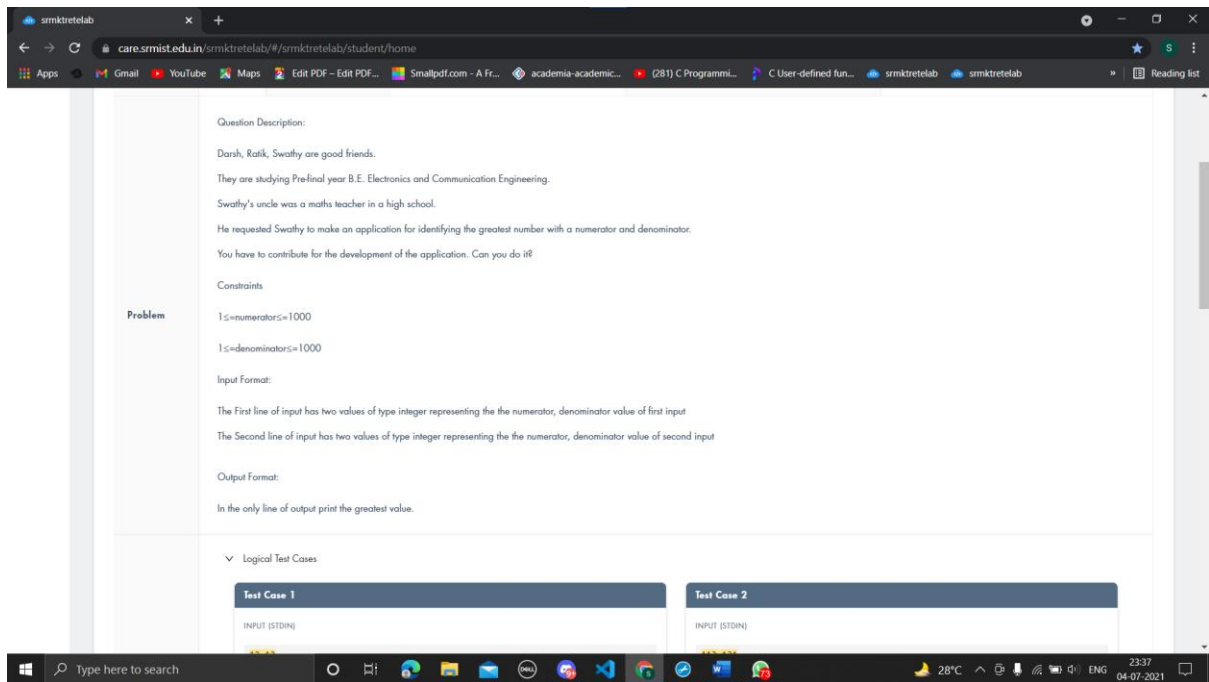 srmktretelab
care.srmist.edu.in/srmktretelab/#/srmktretelab/student/home
S
Apps Gmail YouTube Maps Edit PDF – Edit PDF... Smallpdf.com - A Fr... academia-academic... (281) C Programmi... C User-defined fun... srmktretelab srmktretelab » Reading list
Question Description:
Darsh, Ratik, Swathy are good friends.
They are studying Pre-final year B.E. Electronics and Communication Engineering.
Swathy's uncle was a maths teacher in a high school.
He requested Swathy to make an application for identifying the greatest number with a numerator and denominator.
You have to contribute for the development of the application. Can you do it?
Constraints
Problem
1≤=numerator≤=1000
1≤=denominator≤=1000
Input Format:
The First line of input has two values of type integer representing the the numerator, denominator value of first input
The Second line of input has two values of type integer representing the the numerator, denominator value of second input
Output Format:
In the only line of output print the greatest value.
Logical Test Cases
Test Case 1
INPUT (STDIN)
Test Case 2
INPUT (STDIN)
Type here to search
DELL
73
28°C
ENG
23:37
04-07-2021